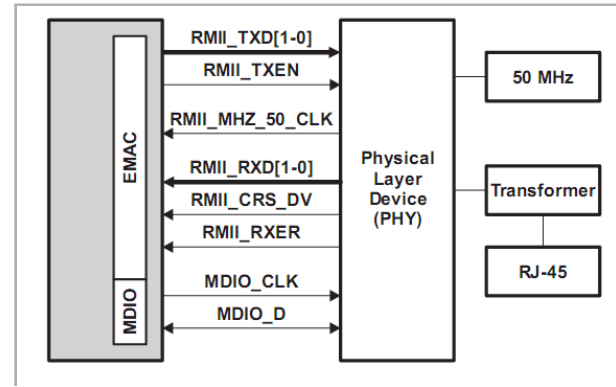 RMII_TXD[1-0]
RMII_TXEN
RMII_MHZ_50_CLK
RMII_RXD[1-0]
RMII_CRS_DV
RMII_RXER
MDIO_CLK
MDIO_D
EMAC
MDIO
Physical
Layer
Device
(PHY)
50 MHz
Transformer
RJ-45